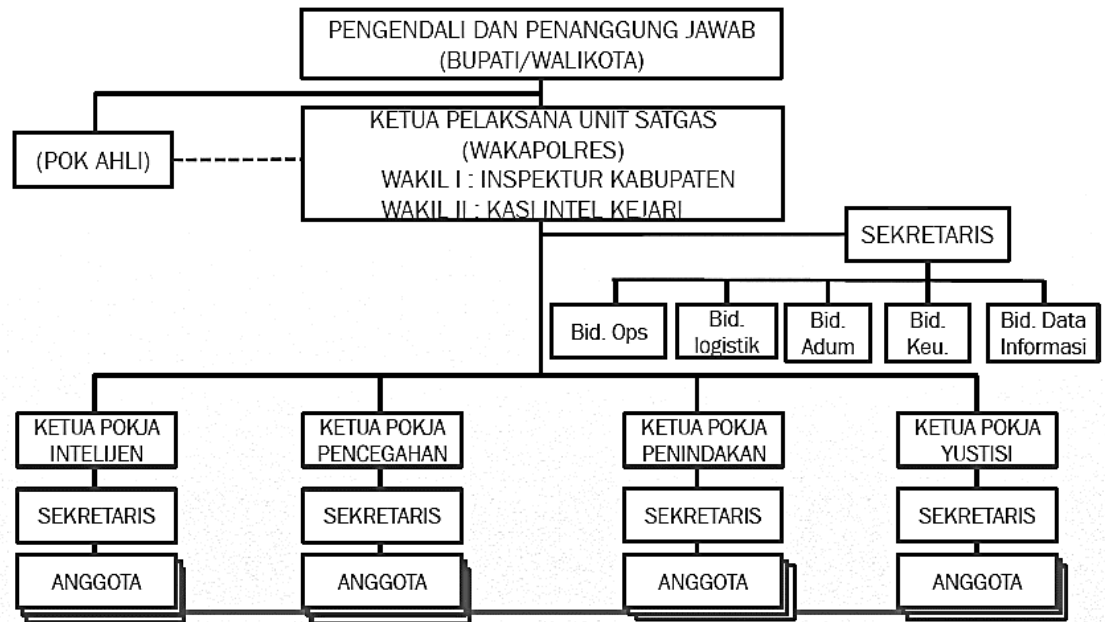 PENGENDALI DAN PENANGGUNG JAWAB
(BUPATI/WALIKOTA)
(POK AHLI)
KETUA PELAKSANA UNIT SATGAS
(WAKAPOLRES)
WAKIL I : INSPEKTUR KABUPATEN
WAKIL II : KASI INTEL KEJARI
SEKRETARIS
Bid. Ops
Bid.
logistik
Bid.
Adum
Bid.
Keu.
Bid. Data
Informasi
KETUA POKJA
INTELIJEN
SEKRETARIS
ANGGOTA
KETUA POKJA
PENCEGAHAN
SEKRETARIS
ANGGOTA
KETUA POKJA
PENINDAKAN
SEKRETARIS
ANGGOTA
KETUA POKJA
YUSTISI
SEKRETARIS
ANGGOTA